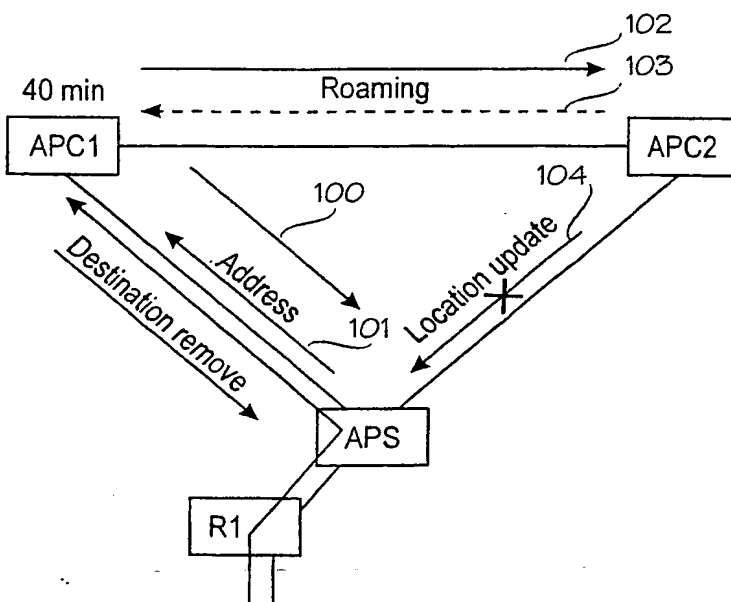 102
103
40 min
Roaming
APC1
APC2
104
100
Address
Location update
Destination remove
101
APS
R1